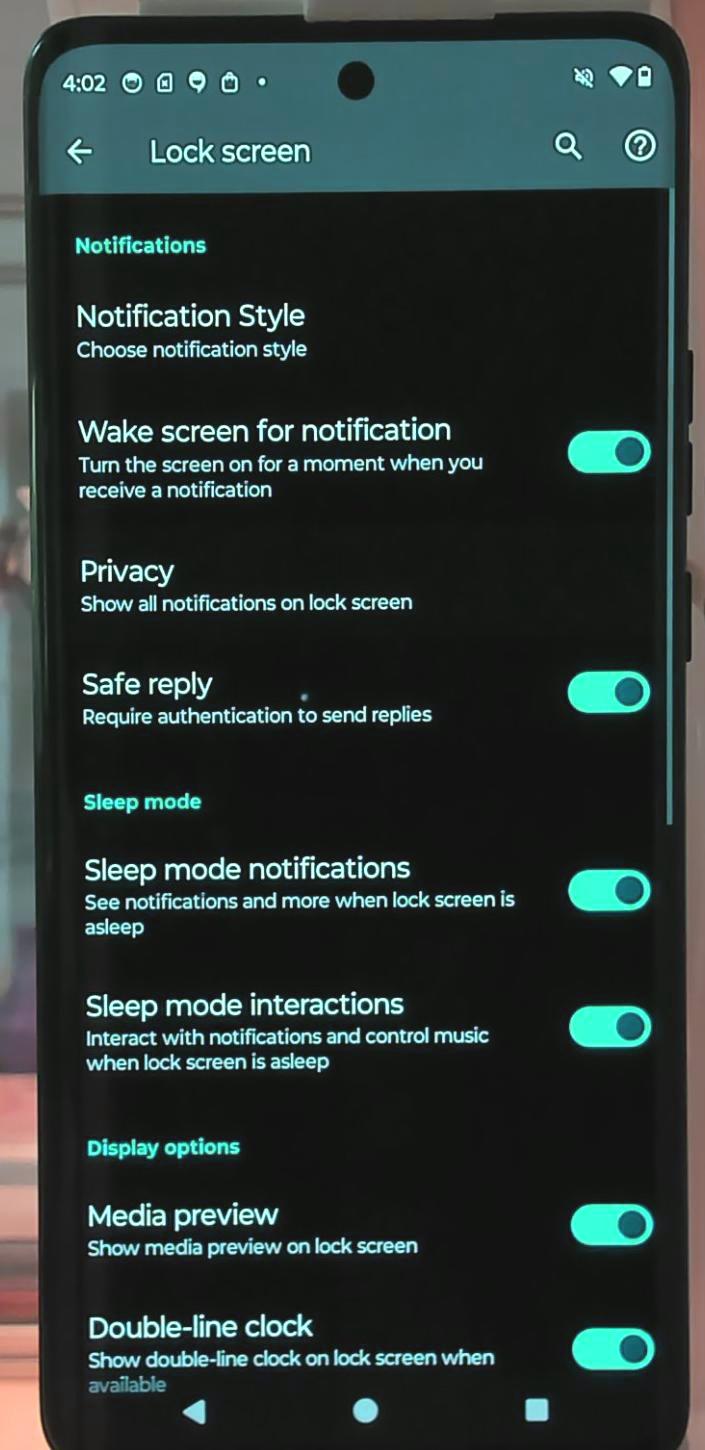 4:02
Lock screen
Notifications
Notification Style
Choose notification style
Wake screen for notification
Turn the screen on for a moment when you
receive a notification
Privacy
Show all notifications on lock screen
Safe reply
Require authentication to send replies
Sleep mode
Sleep mode notifications
See notifications and more when lock screen is
asleep
Sleep mode interactions
Interact with notifications and control music
when lock screen is asleep
Display options
Media preview
Show media preview on lock screen
Double-line clock
Show double-line clock on lock screen when
available